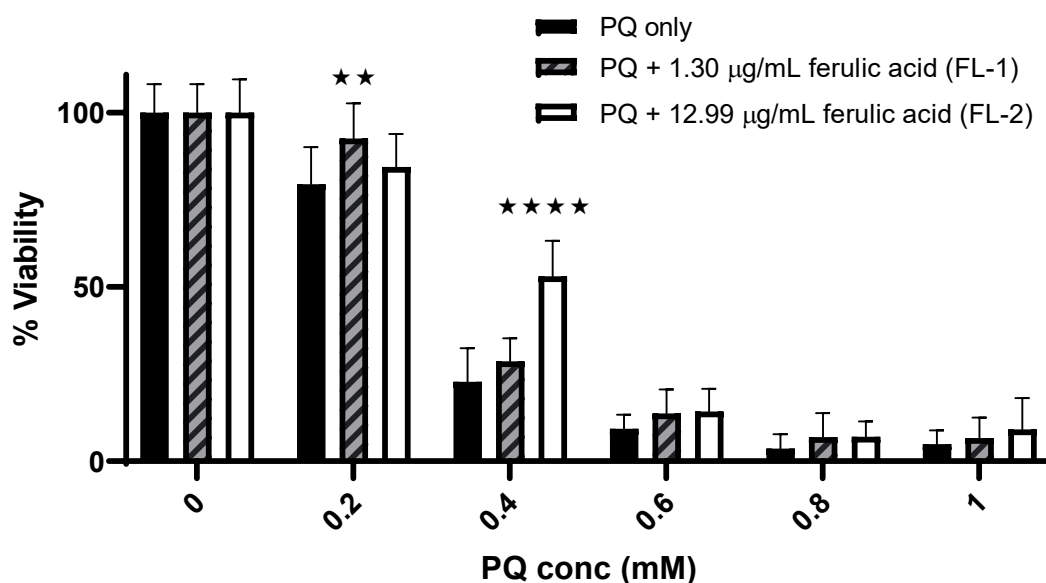 PQ only
PQ + 1.30 μg/mL ferulic acid (FL-1)
PQ + 12.99 μg/mL ferulic acid (FL-2)
★★
★★★★
% Viability
100
50
0
0
0.2
0.4
0.6
0.8
1
PQ conc (mM)